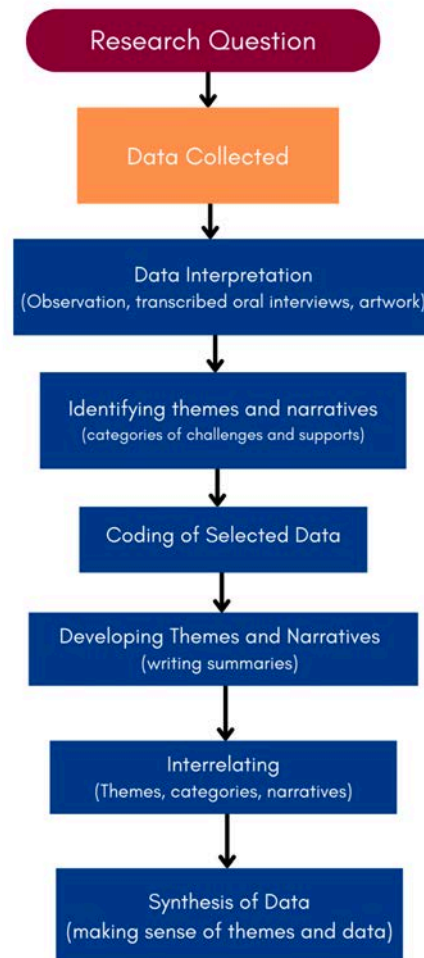 Research Question
Data Collected
Data Interpretation
(Observation, transcribed oral interviews, artwork)
Identifying themes and narratives
(categories of challenges and supports)
Coding of Selected Data
Developing Themes and Narratives
(writing summaries)
Interrelating
(Themes, categories, narratives)
Synthesis of Data
(making sense of themes and data)